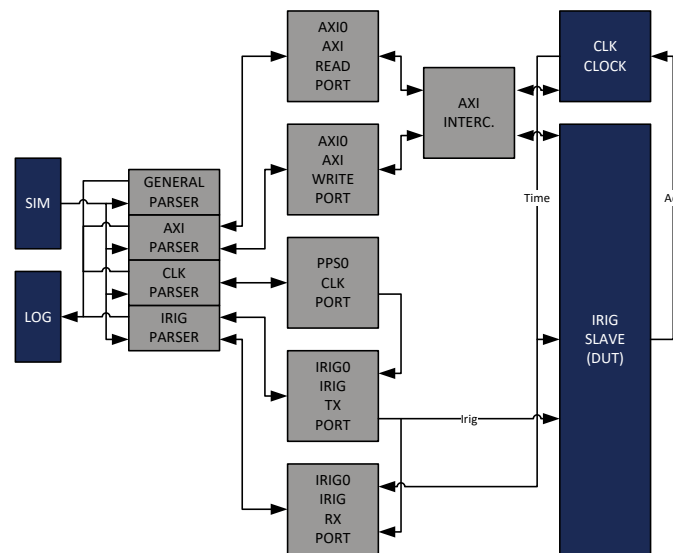 SIM
LOG
GENERAL
PARSER
AXI
PARSER
CLK
PARSER
IRIG
PARSER
AXI0
AXI
READ
PORT
AXI0
AXI
WRITE
PORT
PPS0
CLK
PORT
IRIG0
IRIG
TX
PORT
IRIG0
IRIG
RX
PORT
AXI
INTERC.
CLK
CLOCK
Time
Irig
IRIG
SLAVE
(DUT)